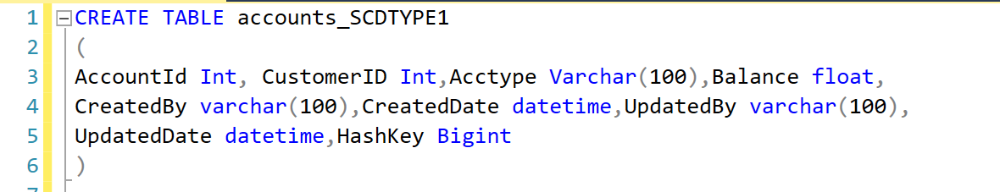 1 CREATE TABLE accounts_SCDTYPE1
2 (
3 AccountId Int, CustomerID Int,Acctype Varchar(100),Balance float,
4 CreatedBy varchar(100),CreatedDate datetime,UpdatedBy varchar(100),
5 UpdatedDate datetime,HashKey Bigint
6 )
7